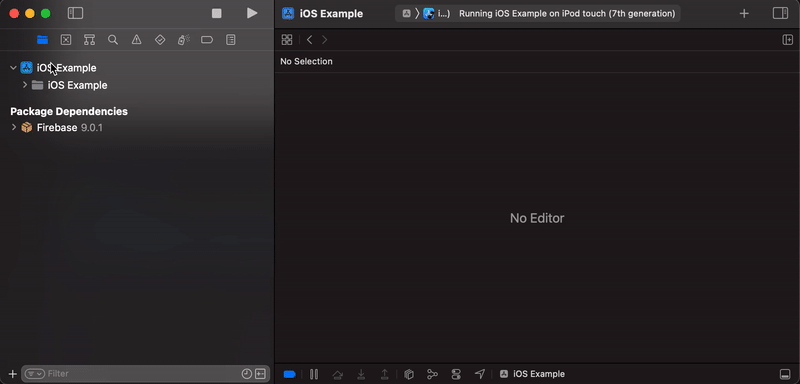 iOS Example
i...) Running iOS Example on iPod touch (7th generation)
iOS Example
iOS Example
Package Dependencies
Firebase 9.0.1
No Selection
No Editor
Filter
iOS Example